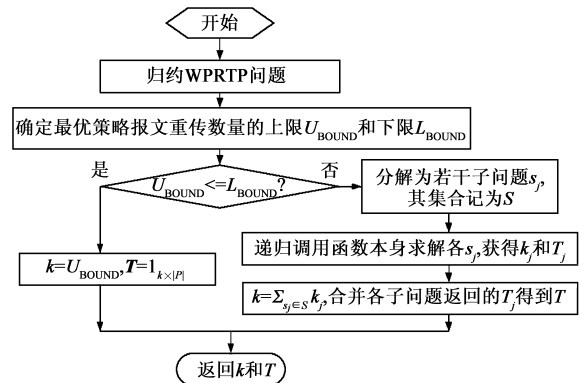 开始
归约WPRTP问题
确定最优策略报文重传数量的上限U_BOUND和下限L_BOUND
是
U_BOUND<=L_BOUND?
否
分解为若干子问题s_j,
其集合记为S
递归调用函数本身求解各s_j,获得k_j和T_j
k=U_BOUND,T=1_{k×|P|}
k=Σ_{s_j∈S} k_j,合并各子问题返回的T_j得到T
返回k和T